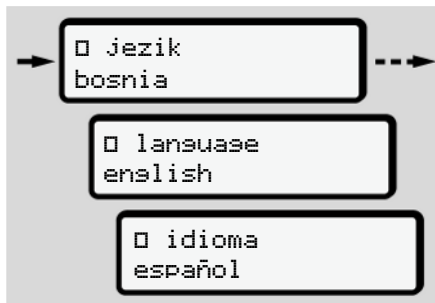 □ jezik
bosnia
□ language
english
□ idioma
español